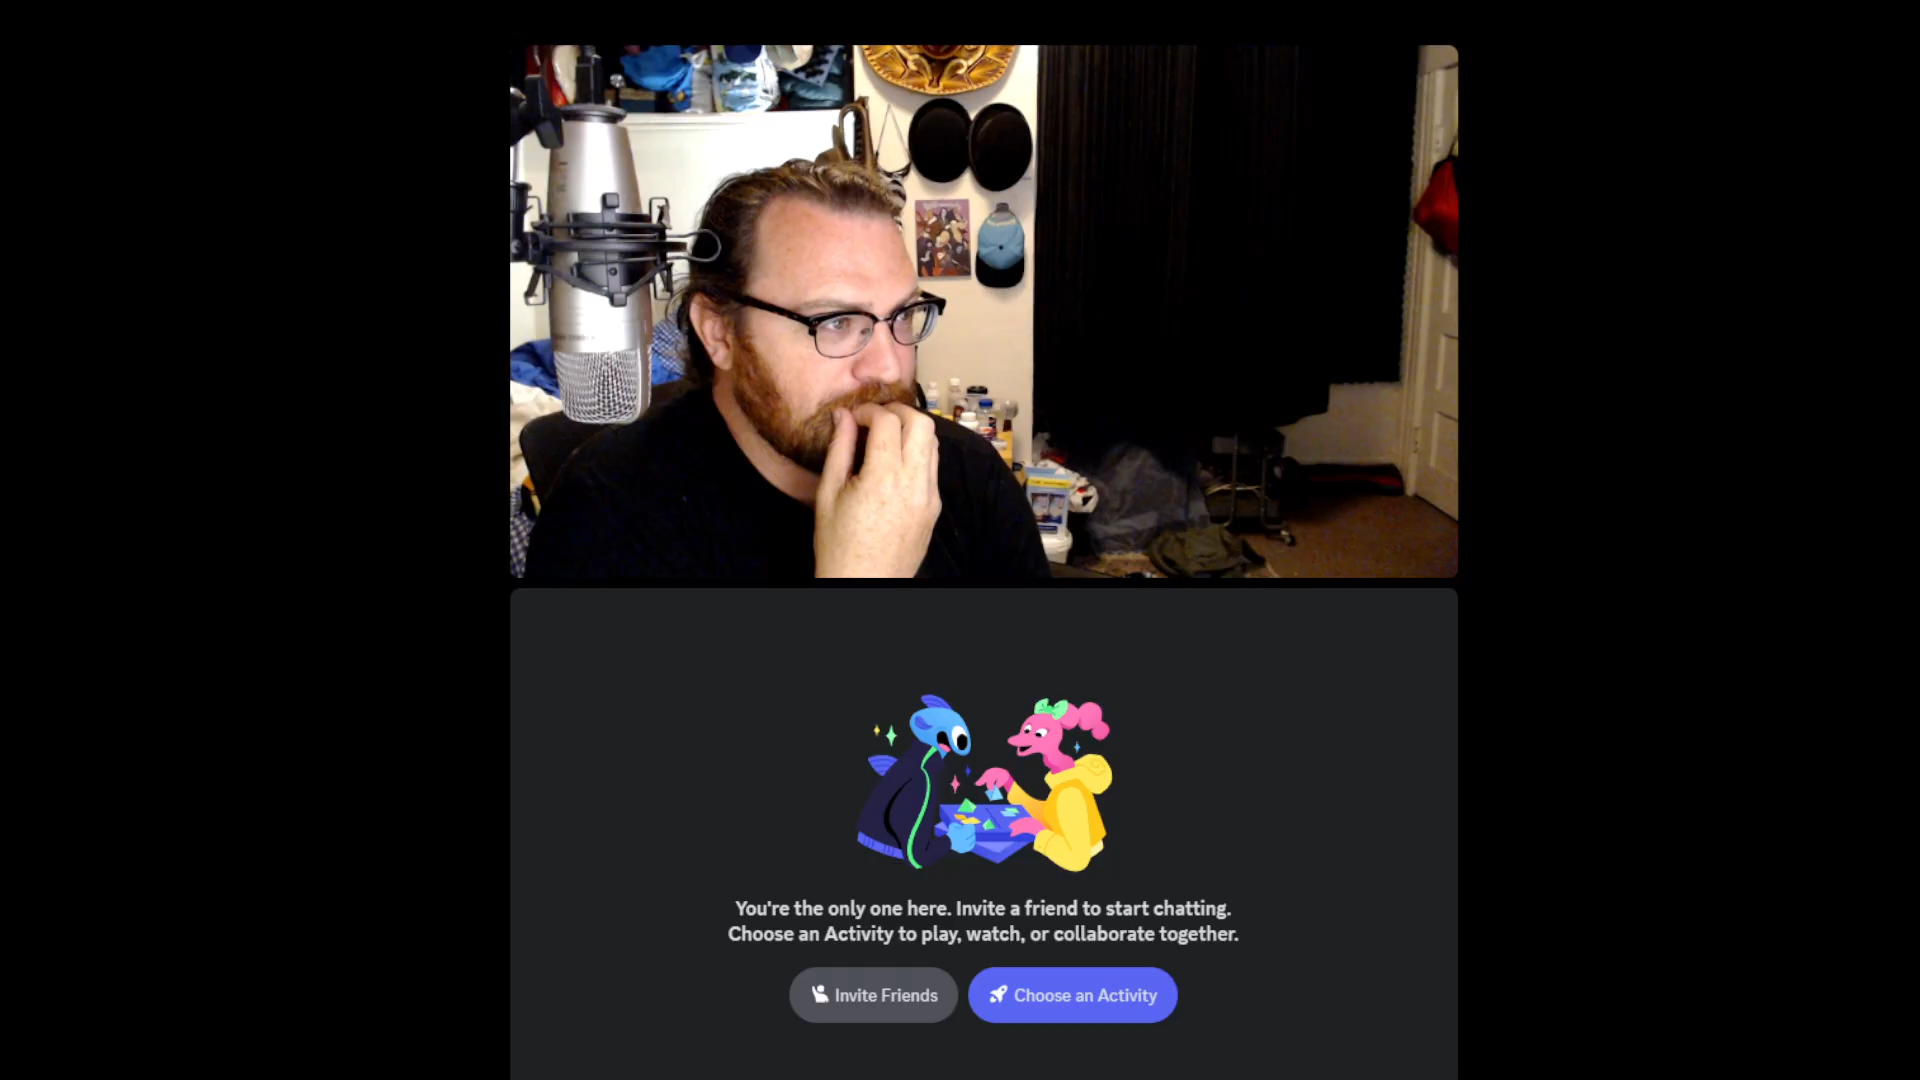 You're the only one here. Invite a friend to start chatting.
Choose an Activity to play, watch, or collaborate together.
Invite Friends
Choose an Activity